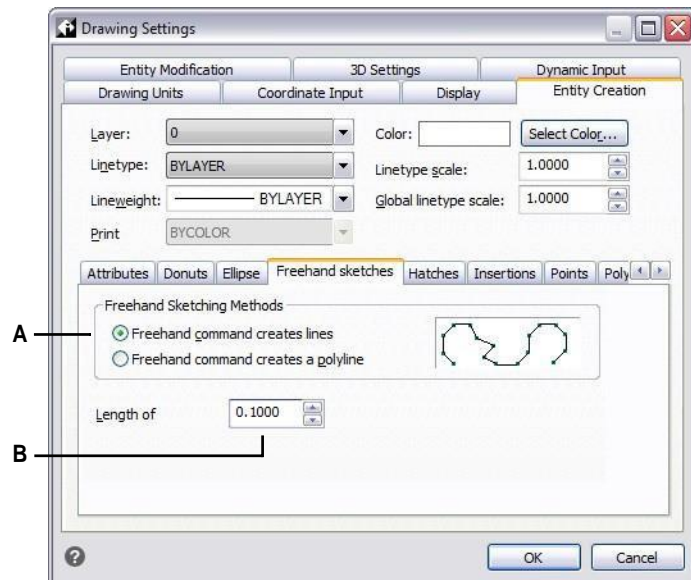 Drawing Settings
Entity Modification 3D Settings Dynamic Input
Drawing Units Coordinate Input Display Entity Creation
Layer: 0 Color: Select Color...
Linetype: BYLAYER Linetype scale: 1.0000
Lineweight: BYLAYER Global linetype scale: 1.0000
Print BYCOLOR
Attributes Donuts Ellipse Freehand sketches Hatches Insertions Points Poly
Freehand Sketching Methods
A
Freehand command creates lines
Freehand command creates a polyline
Length of 0.1000
B
? OK Cancel